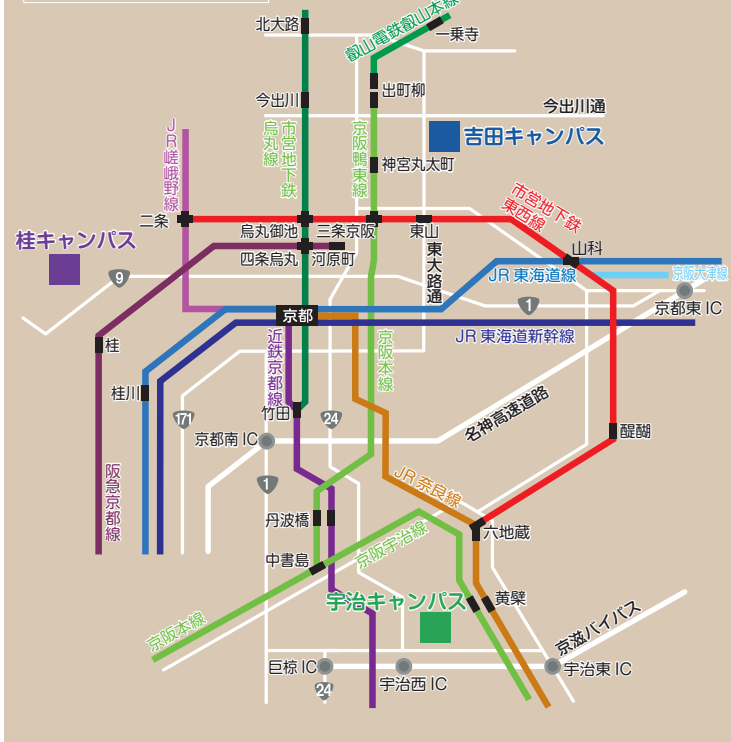 北大路
叡山電鉄叡山本線
一乗寺
出町柳
今出川
今出川通
JR嵯峨野線
市営地下鉄
烏丸線
京阪鴨東線
吉田キャンパス
神宮丸太町
市営地下鉄
東西線
二条
烏丸御池
三条京阪
東山
桂キャンパス
四条烏丸
河原町
東大路通
山科
JR東海道線
京阪大津線
9
京都
1
京都東IC
JR東海道新幹線
近鉄京都線
京阪本線
桂
桂川
竹田
171
24
名神高速道路
京都南IC
醍醐
阪急京都線
1
JR奈良線
丹波橋
六地蔵
中書島
京阪宇治線
黄檗
宇治キャンパス
京阪本線
京滋バイパス
巨椋IC
宇治西IC
宇治東IC
24